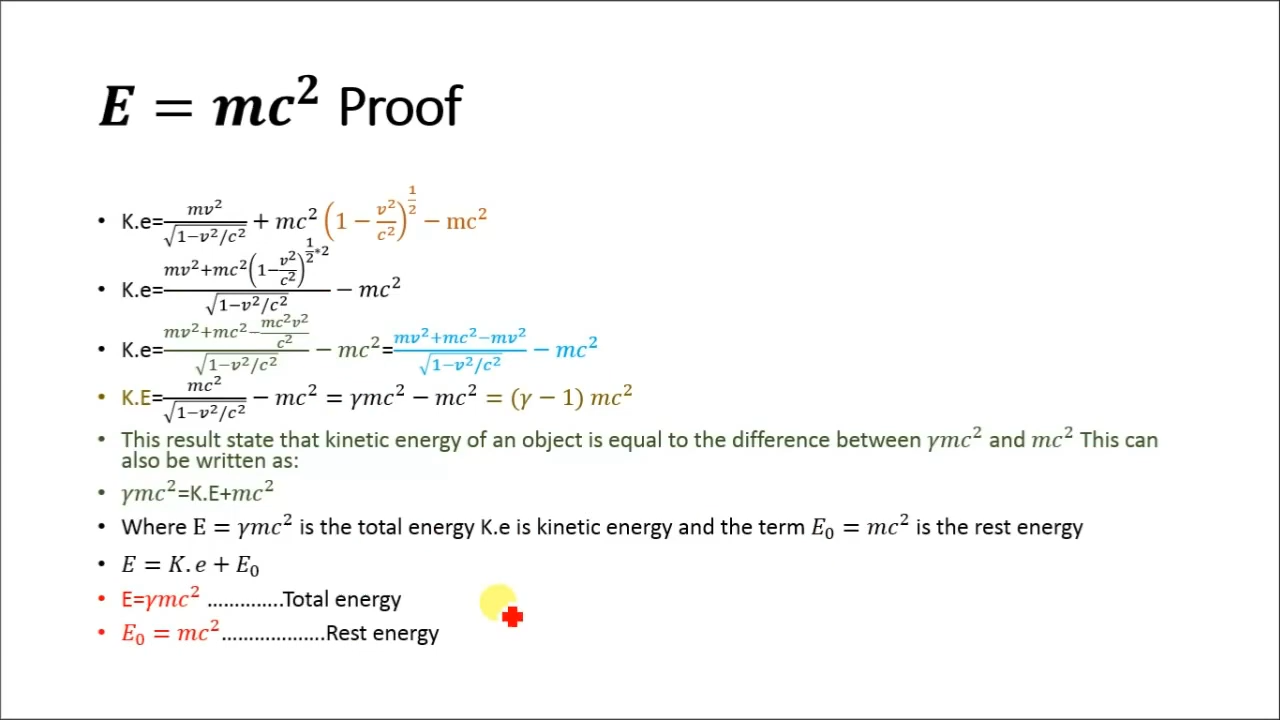 E = mc² Proof
• K.e=mv²/√(1−v²/c²) + mc²(1 − v²/c²)^(1/2) − mc²
• K.e=(mv²+mc²(1−v²/c²)^(1/2*2))/√(1−v²/c²) − mc²
• K.e=(mv²+mc²−mc²v²/c²)/√(1−v²/c²) − mc²=(mv²+mc²−mv²)/√(1−v²/c²) − mc²
• K.E=mc²/√(1−v²/c²) − mc² = γmc² − mc² = (γ − 1) mc²
• This result state that kinetic energy of an object is equal to the difference between γmc² and mc² This can
also be written as:
• γmc²=K.E+mc²
• Where E = γmc² is the total energy K.e is kinetic energy and the term E₀ = mc² is the rest energy
• E = K.e + E₀
• E=γmc² ..............Total energy
• E₀ = mc²...................Rest energy